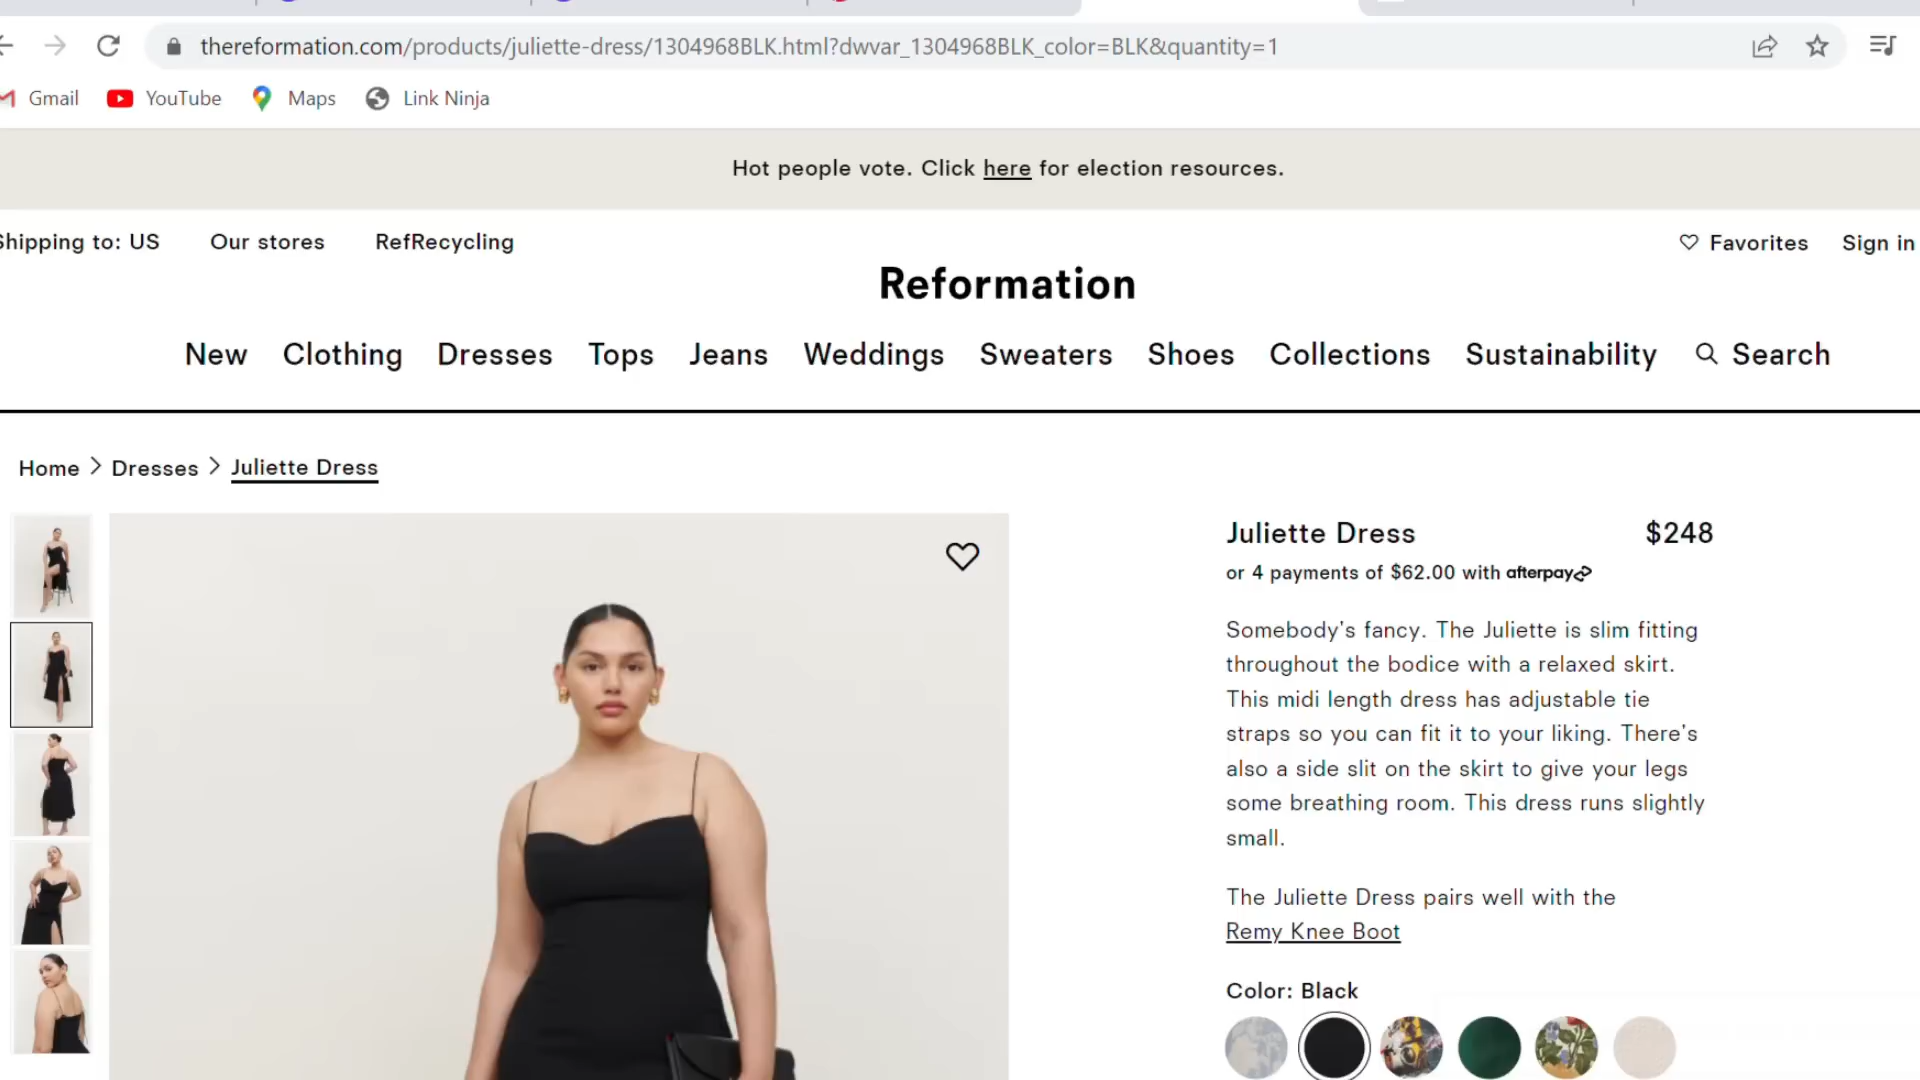 thereformation.com/products/juliette-dress/1304968BLK.html?dwvar_1304968BLK_color=BLK&quantity=1
Gmail YouTube Maps Link Ninja
Hot people vote. Click here for election resources.
Shipping to: US Our stores RefRecycling Favorites Sign in
Reformation
New Clothing Dresses Tops Jeans Weddings Sweaters Shoes Collections Sustainability Search
Home > Dresses > Juliette Dress
Juliette Dress $248
or 4 payments of $62.00 with afterpay
Somebody's fancy. The Juliette is slim fitting
throughout the bodice with a relaxed skirt.
This midi length dress has adjustable tie
straps so you can fit it to your liking. There's
also a side slit on the skirt to give your legs
some breathing room. This dress runs slightly
small.
The Juliette Dress pairs well with the
Remy Knee Boot
Color: Black